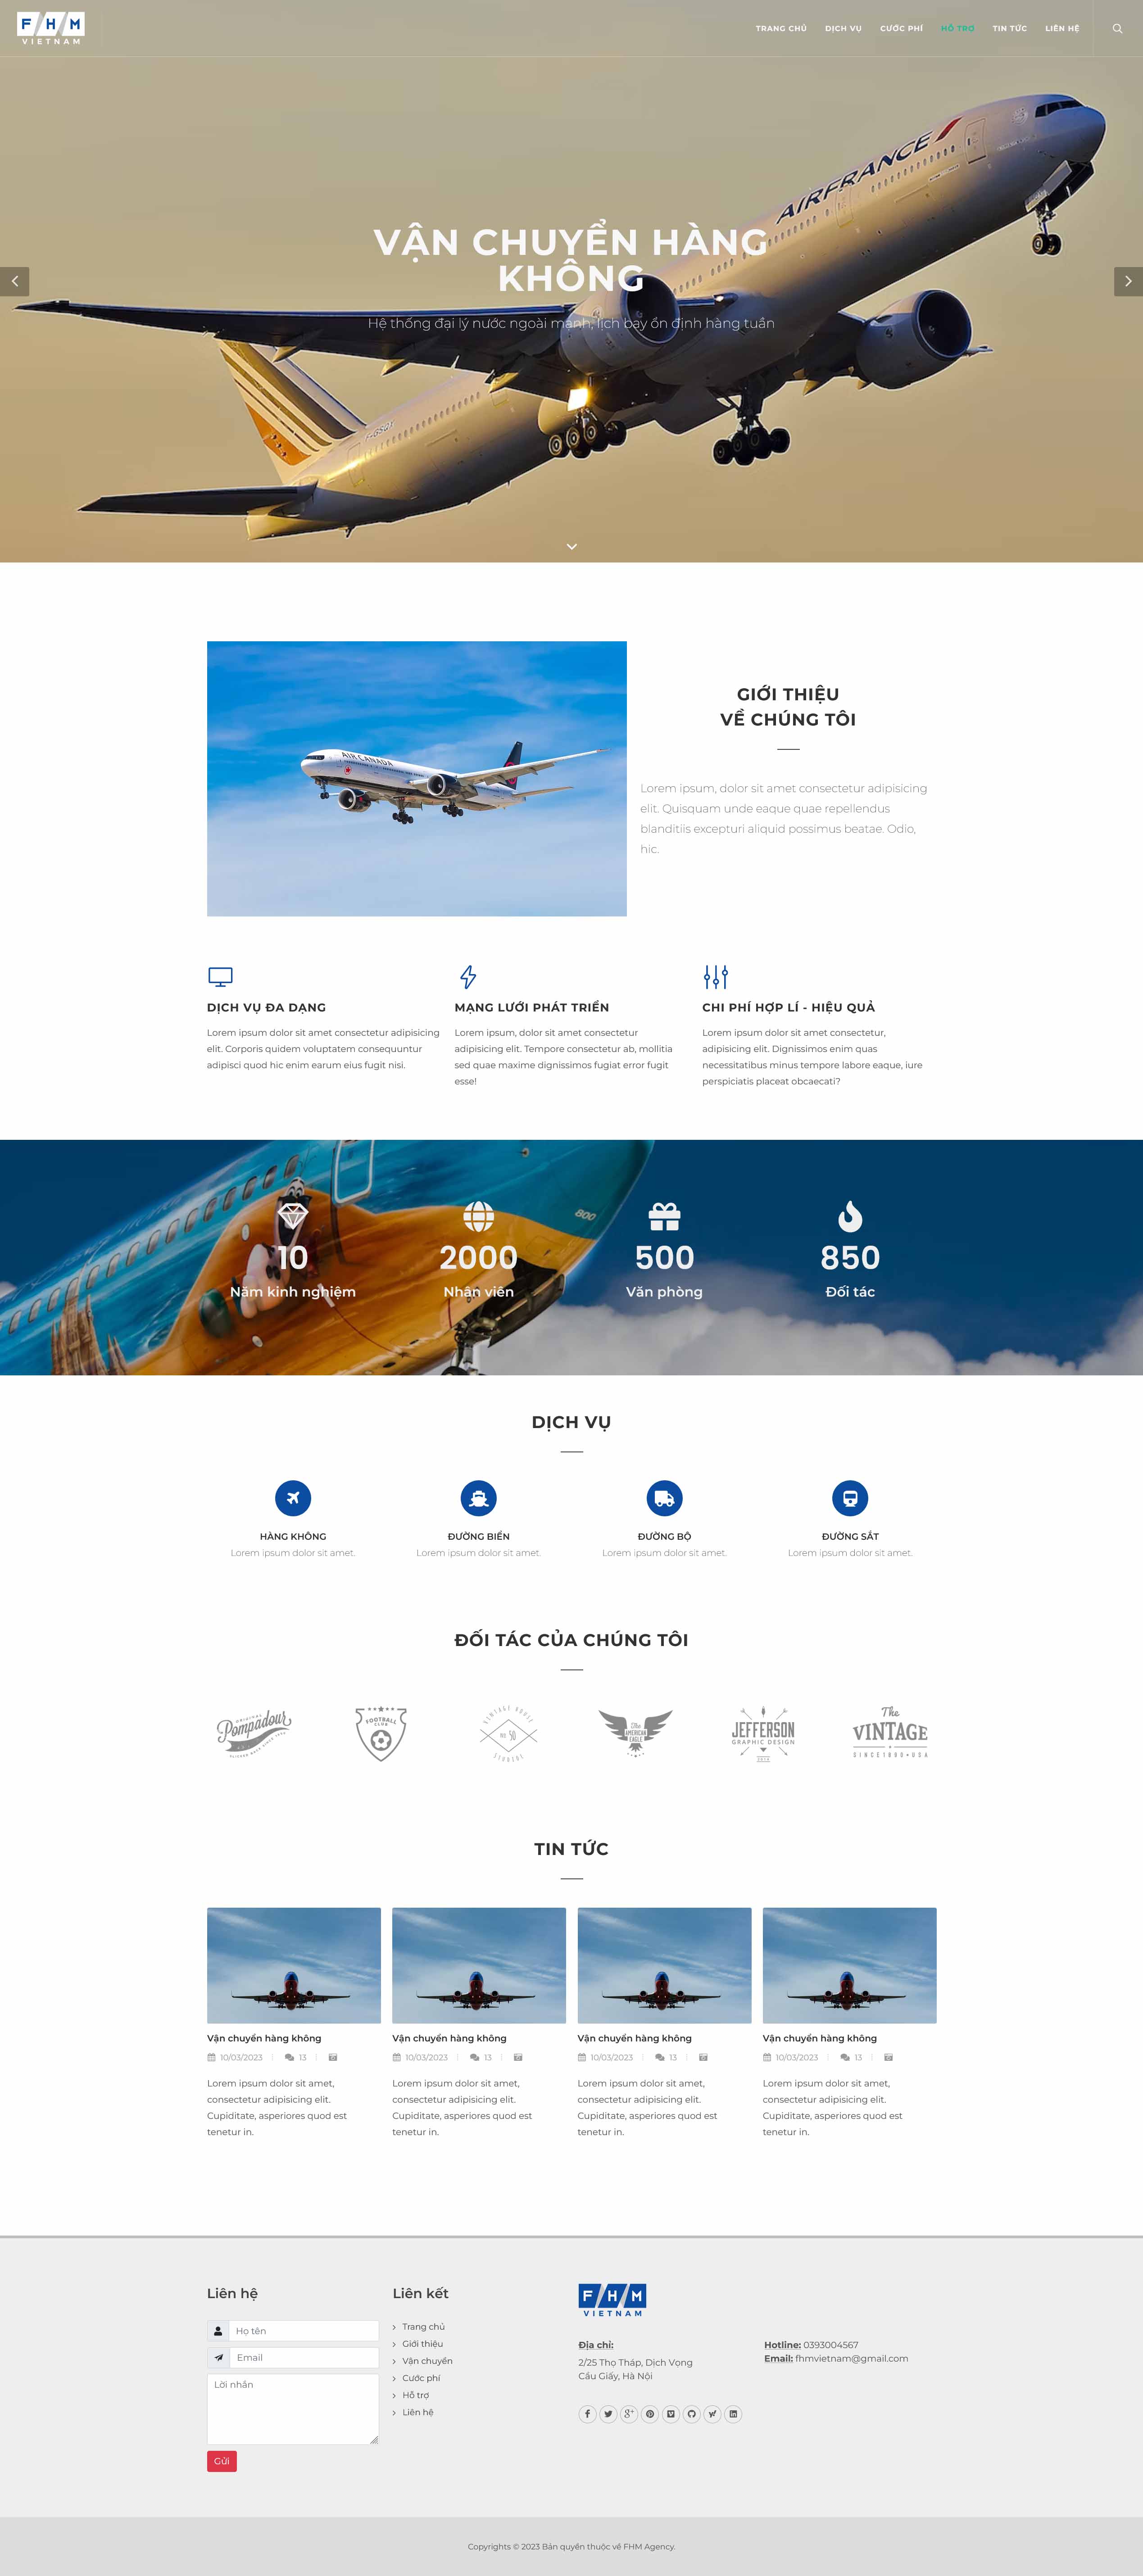 F H M
VIETNAM
TRANG CHỦ DỊCH VỤ CƯỚC PHÍ HỖ TRỢ TIN TỨC LIÊN HỆ
AIRFRANCE
VẬN CHUYỂN HÀNG
KHÔNG
Hệ thống đại lý nước ngoài mạnh, lịch bay ổn định hàng tuần
AIR CANADA
GIỚI THIỆU
VỀ CHÚNG TÔI
Lorem ipsum, dolor sit amet consectetur adipisicing
elit. Quisquam unde eaque quae repellendus
blanditiis excepturi aliquid possimus beatae. Odio,
hic.
DỊCH VỤ ĐA DẠNG
Lorem ipsum dolor sit amet consectetur adipisicing
elit. Corporis quidem voluptatem consequuntur
adipisci quod hic enim earum eius fugit nisi.
MẠNG LƯỚI PHÁT TRIỂN
Lorem ipsum, dolor sit amet consectetur
adipisicing elit. Tempore consectetur ab, mollitia
sed quae maxime dignissimos fugiat error fugit
esse!
CHI PHÍ HỢP LÍ - HIỆU QUẢ
Lorem ipsum dolor sit amet consectetur,
adipisicing elit. Dignissimos enim quas
necessitatibus minus tempore labore eaque, iure
perspiciatis placeat obcaecati?
800
10
Năm kinh nghiệm
2000
Nhân viên
500
Văn phòng
850
Đối tác
DỊCH VỤ
HÀNG KHÔNG
Lorem ipsum dolor sit amet.
ĐƯỜNG BIỂN
Lorem ipsum dolor sit amet.
ĐƯỜNG BỘ
Lorem ipsum dolor sit amet.
ĐƯỜNG SẮT
Lorem ipsum dolor sit amet.
ĐỐI TÁC CỦA CHÚNG TÔI
ORIGINAL
Pompadour
FOOTBALL
CLUB
VINTAGE HOUSE
NO 50
The
AMERICAN
EAGLE
JEFFERSON
GRAPHIC DESIGN
The
VINTAGE
SINCE 1880 • USA
TIN TỨC
Vận chuyển hàng không
10/03/2023 13
Lorem ipsum dolor sit amet,
consectetur adipisicing elit.
Cupiditate, asperiores quod est
tenetur in.
Vận chuyển hàng không
10/03/2023 13
Lorem ipsum dolor sit amet,
consectetur adipisicing elit.
Cupiditate, asperiores quod est
tenetur in.
Vận chuyển hàng không
10/03/2023 13
Lorem ipsum dolor sit amet,
consectetur adipisicing elit.
Cupiditate, asperiores quod est
tenetur in.
Vận chuyển hàng không
10/03/2023 13
Lorem ipsum dolor sit amet,
consectetur adipisicing elit.
Cupiditate, asperiores quod est
tenetur in.
Liên hệ
Họ tên
Email
Lời nhắn
Gửi
Liên kết
Trang chủ
Giới thiệu
Vận chuyển
Cước phí
Hỗ trợ
Liên hệ
F H M
VIETNAM
Địa chỉ:
2/25 Thọ Tháp, Dịch Vọng
Cầu Giấy, Hà Nội
Hotline: 0393004567
Email: fhmvietnam@gmail.com
Copyrights © 2023 Bản quyền thuộc về FHM Agency.